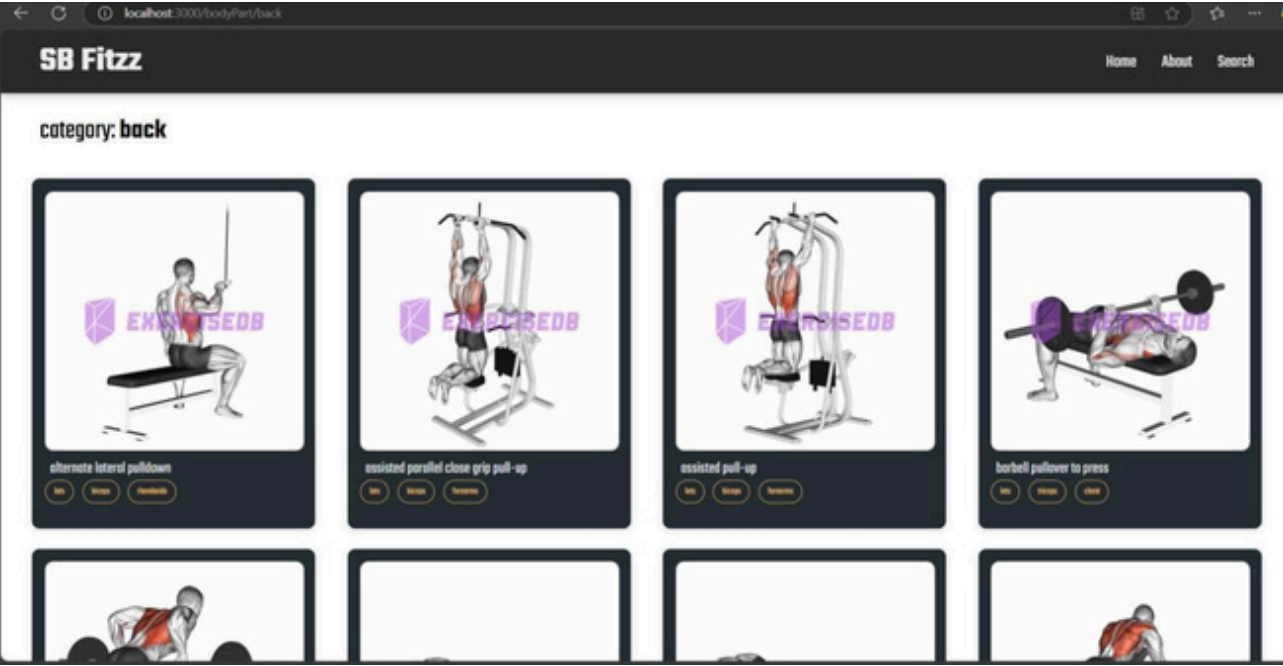 localhost:3000/bodyPart/back
SB Fitzz
Home About Search
category: back
EXERCISEDB EXERCISEDB EXERCISEDB EXERCISEDB
alternate lateral pulldown assisted parallel close grip pull-up assisted pull-up barbell pullover to press
lats biceps rhomboids lats biceps forearms lats biceps forearms lats triceps chest